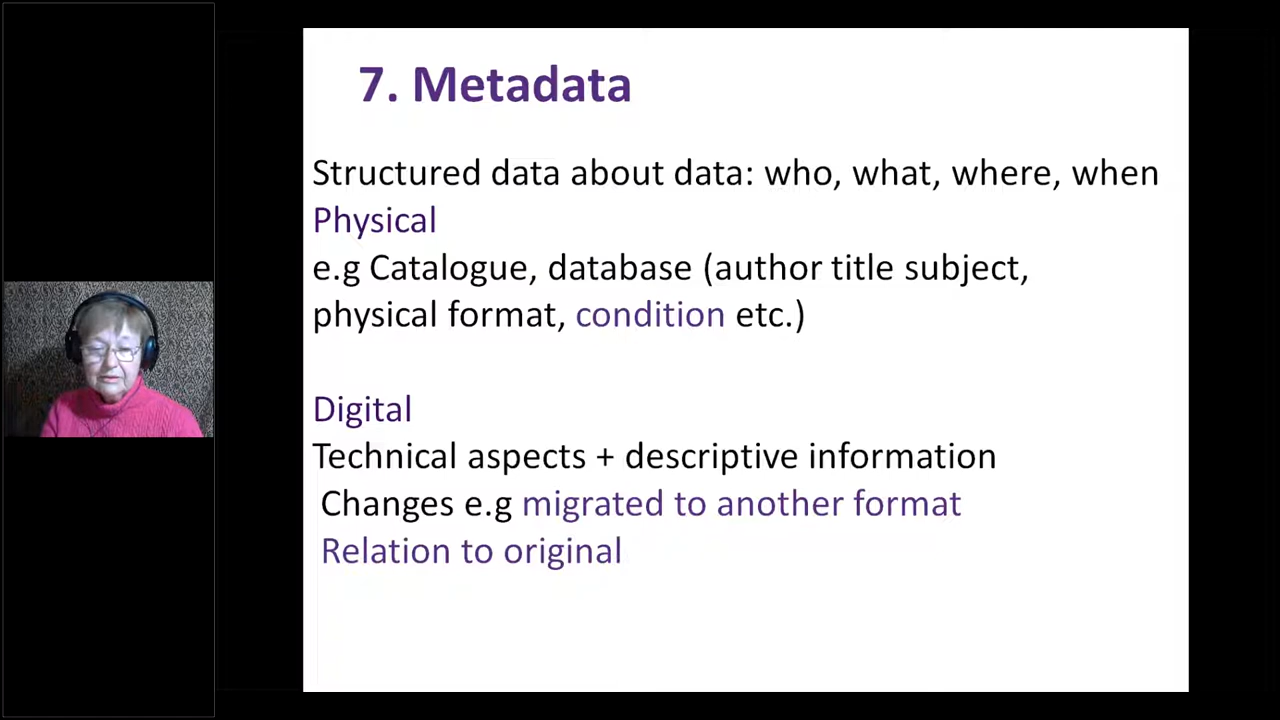 7. Metadata
Structured data about data: who, what, where, when
Physical
e.g Catalogue, database (author title subject,
physical format, condition etc.)
Digital
Technical aspects + descriptive information
Changes e.g migrated to another format
Relation to original